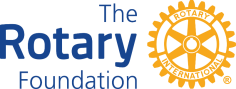 The
Rotary
Foundation
ROTARY
INTERNATIONAL
®